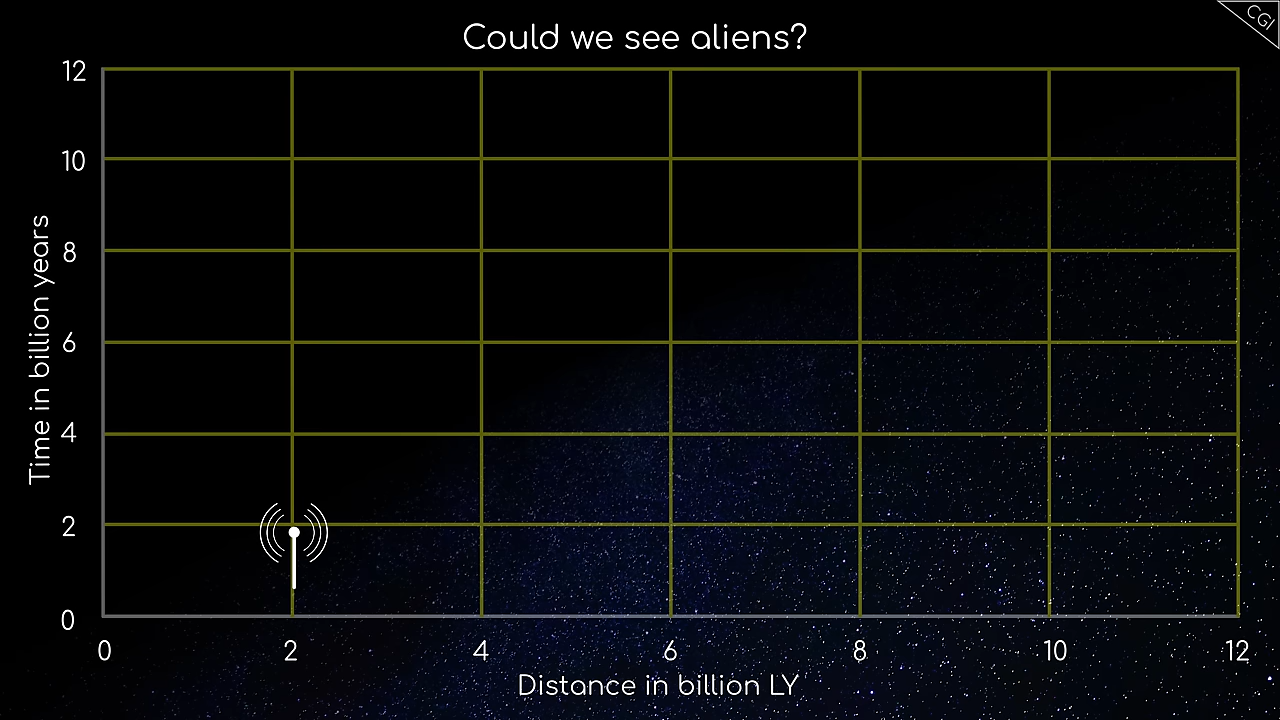 Could we see aliens?
CGI
12
10
8
6
4
2
0
Time in billion years
0 2 4 6 8 10 12
Distance in billion LY